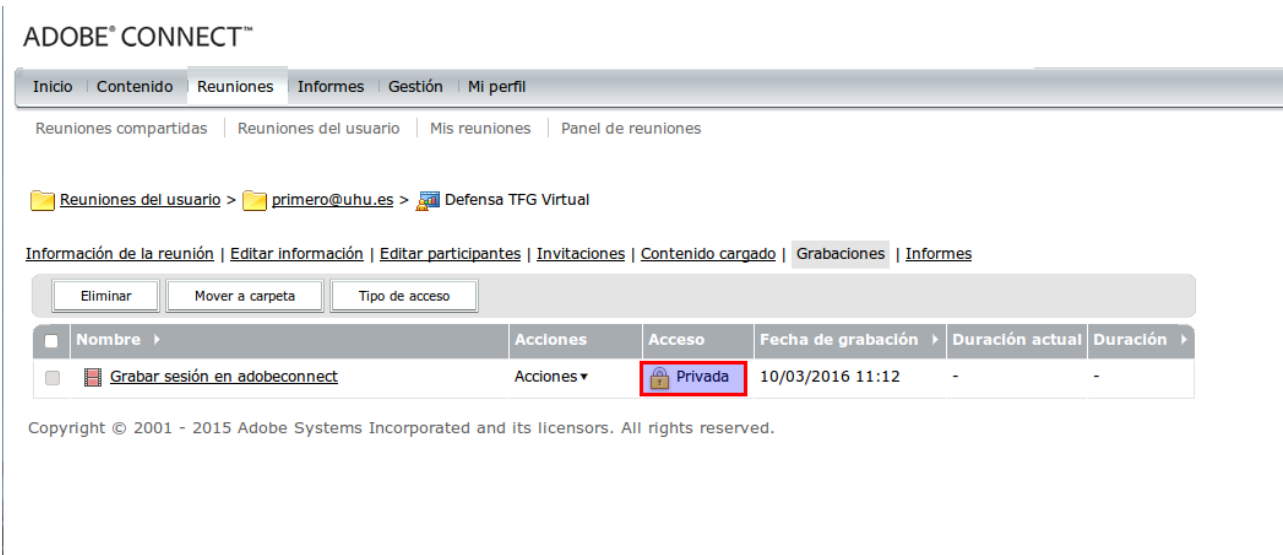 ADOBE® CONNECT™
Inicio | Contenido | Reuniones | Informes | Gestión | Mi perfil
Reuniones compartidas | Reuniones del usuario | Mis reuniones | Panel de reuniones
Reuniones del usuario > primero@uhu.es > Defensa TFG Virtual
Información de la reunión | Editar información | Editar participantes | Invitaciones | Contenido cargado | Grabaciones | Informes
Eliminar Mover a carpeta Tipo de acceso
Nombre Acciones Acceso Fecha de grabación Duración actual Duración
Grabar sesión en adobeconnect Acciones Privada 10/03/2016 11:12 - -
Copyright © 2001 - 2015 Adobe Systems Incorporated and its licensors. All rights reserved.